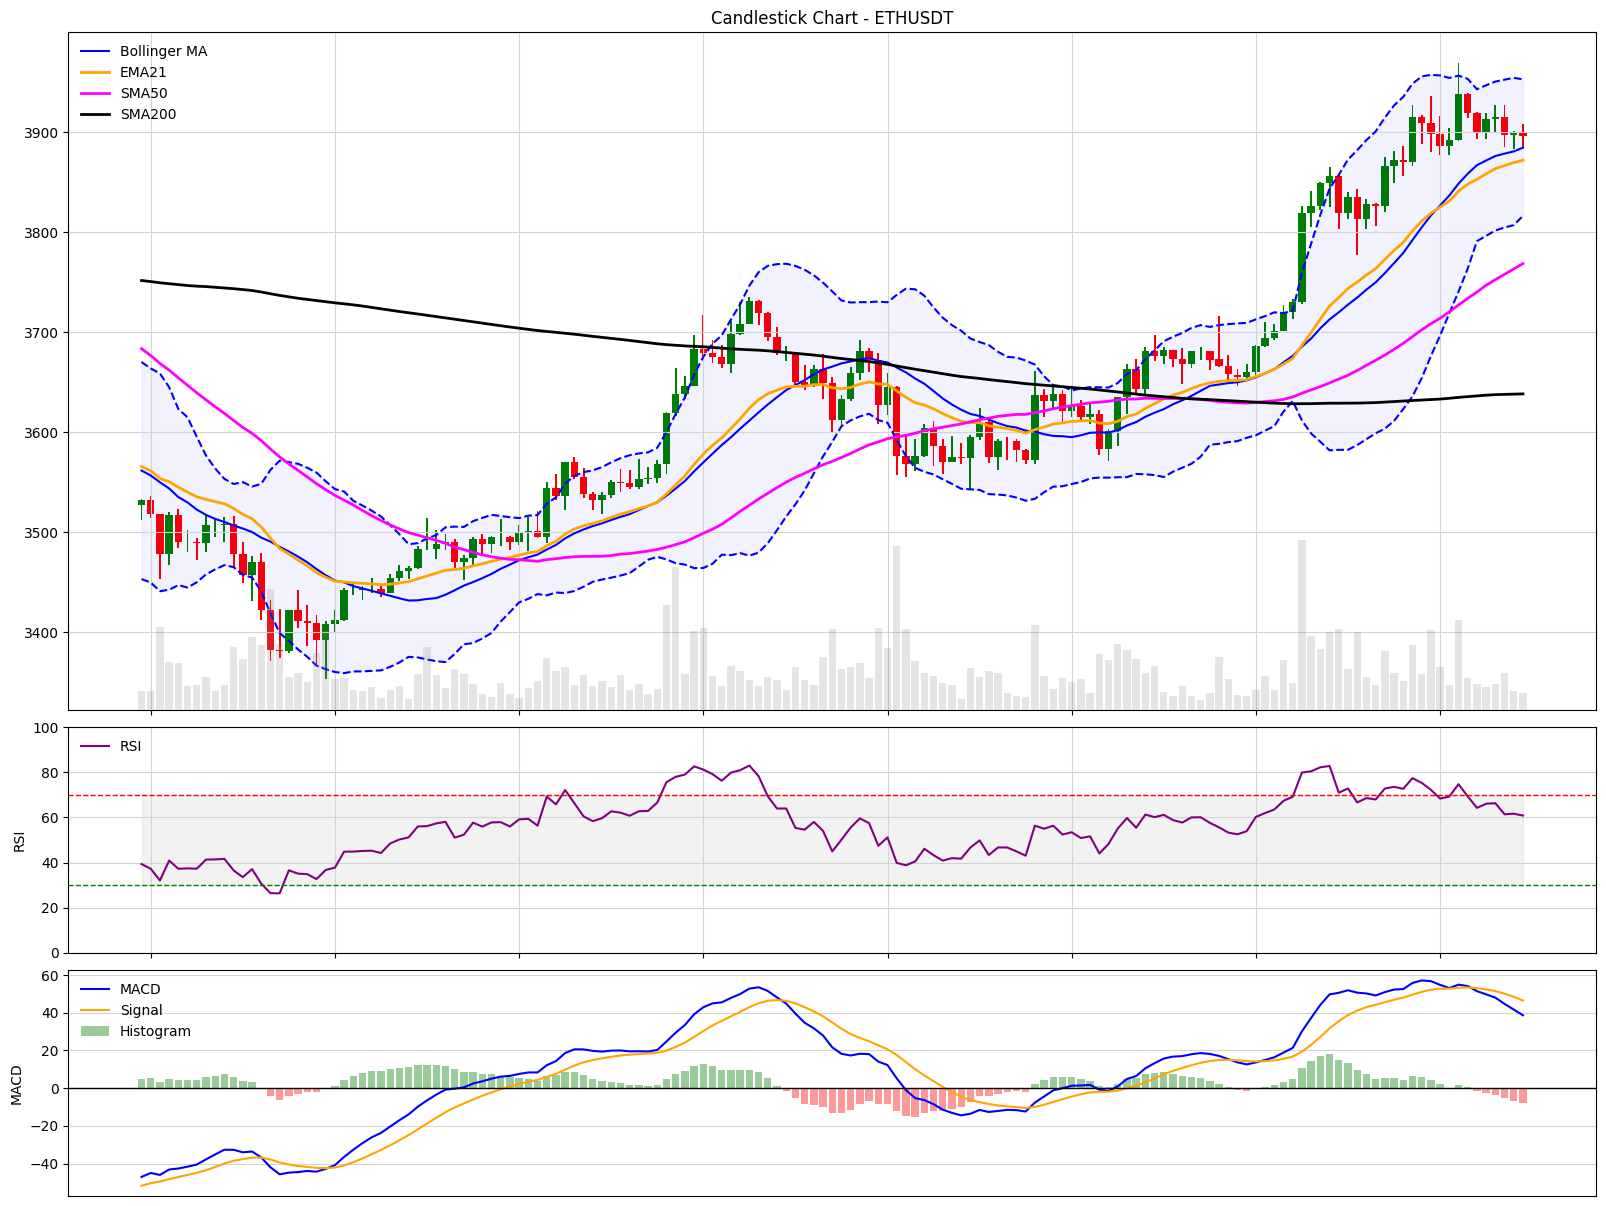 Candlestick Chart - ETHUSDT
Bollinger MA
EMA21
SMA50
SMA200
3900
3800
3700
3600
3500
3400
100
80
60
40
20
0
RSI
RSI
60
40
20
0
−20
−40
MACD
MACD
Signal
Histogram